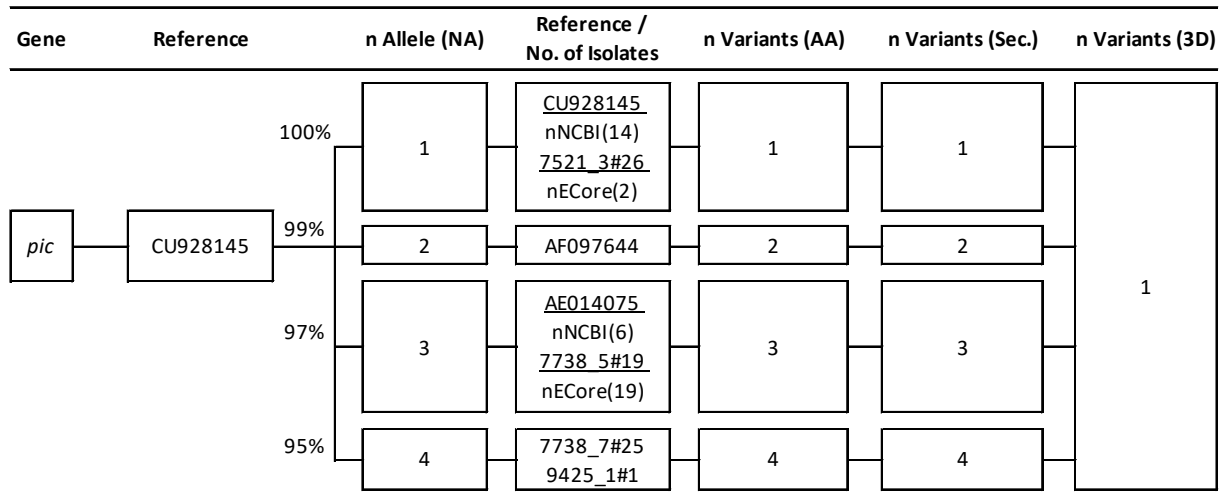 Gene Reference n Allele (NA) Reference / No. of Isolates n Variants (AA) n Variants (Sec.) n Variants (3D)
pic
CU928145
100%
1
CU928145
nNCBI(14)
7521_3#26
nECore(2)
1
1
99%
2
AF097644
2
2
97%
3
AE014075
nNCBI(6)
7738_5#19
nECore(19)
3
3
95%
4
7738_7#25
9425_1#1
4
4
1